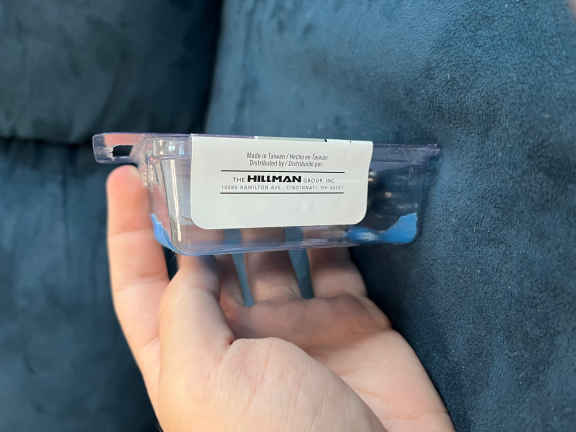 Made in Taiwan / Hecho en Taiwan
Distributed by / Distribuido por:
THE HILLMAN GROUP, INC.
10590 HAMILTON AVE., CINCINNATI, OH 45231